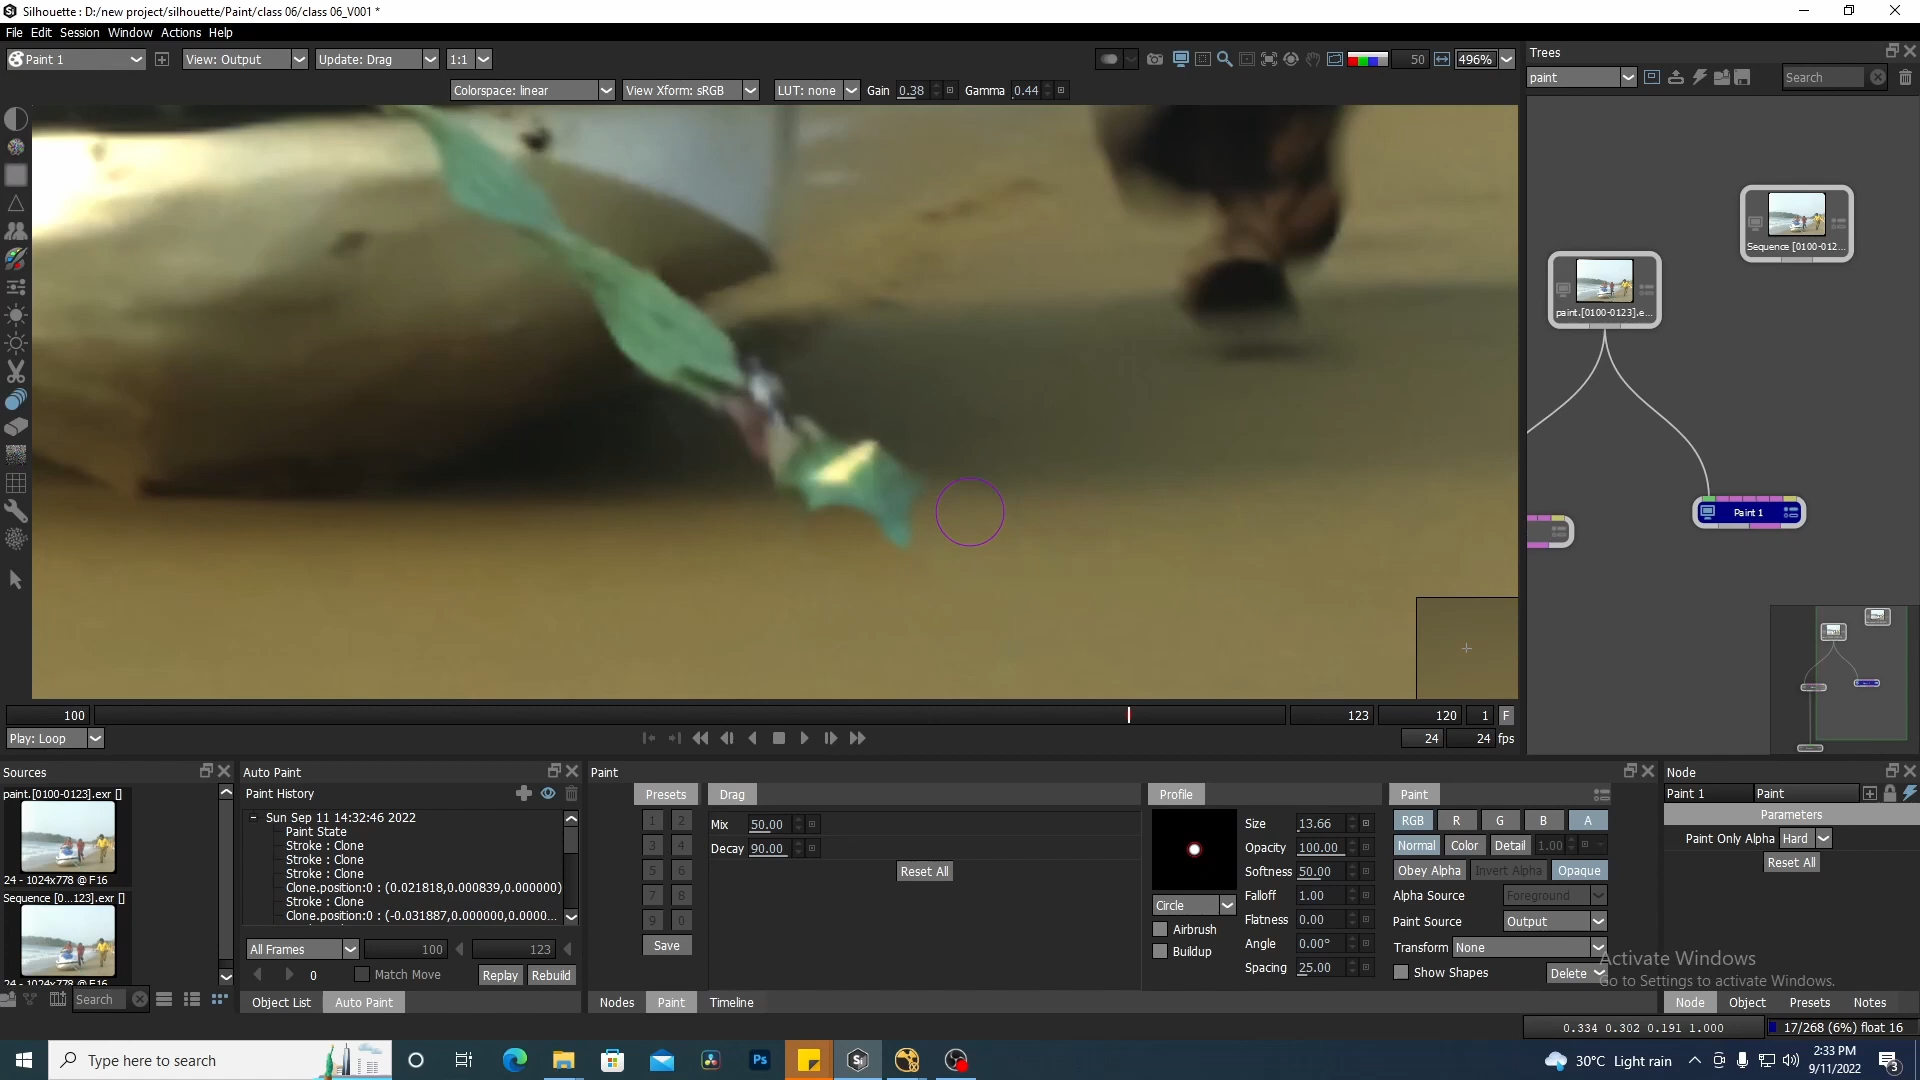 Silhouette : D:/new project/silhouette/Paint/class 06/class 06_V001 *
File Edit Session Window Actions Help
Paint 1 View: Output Update: Drag 1:1 50 496%
Colorspace: linear View Xform: sRGB LUT: none Gain 0.38 Gamma 0.44
Trees
paint Search
Sequence [0100-012...
paint.[0100-0123].e...
Paint 1
100 123 120 1 F
Play: Loop 24 24 fps
Sources
paint.[0100-0123].exr []
24 - 1024x778 @ F16
Sequence [0...123].exr []
24 - 1024x778 @ F16
Search
Auto Paint
Paint History
Sun Sep 11 14:32:46 2022
Paint State
Stroke : Clone
Stroke : Clone
Stroke : Clone
Clone.position:0 : (0.021818,0.000839,0.000000)
Stroke : Clone
Clone.position:0 : (-0.031887,0.000000,0.0000...
All Frames 100 123
0 Match Move Replay Rebuild
Object List Auto Paint
Paint
Presets
1 2
3 4
5 6
7 8
9 0
Save
Drag
Mix 50.00
Decay 90.00
Reset All
Nodes Paint Timeline
Profile
Circle
Airbrush
Buildup
Size 13.66
Opacity 100.00
Softness 50.00
Falloff 1.00
Flatness 0.00
Angle 0.00°
Spacing 25.00
Paint
RGB R G B A
Normal Color Detail 1.00
Obey Alpha Invert Alpha Opaque
Alpha Source Foreground
Paint Source Output
Transform None
Show Shapes Delete
Node
Paint 1 Paint
Parameters
Paint Only Alpha Hard
Reset All
Activate Windows
Go to Settings to activate Windows.
Node Object Presets Notes
0.334 0.302 0.191 1.000 17/268 (6%) float 16
Type here to search
Ps
Si
30°C Light rain
2:33 PM
9/11/2022
3